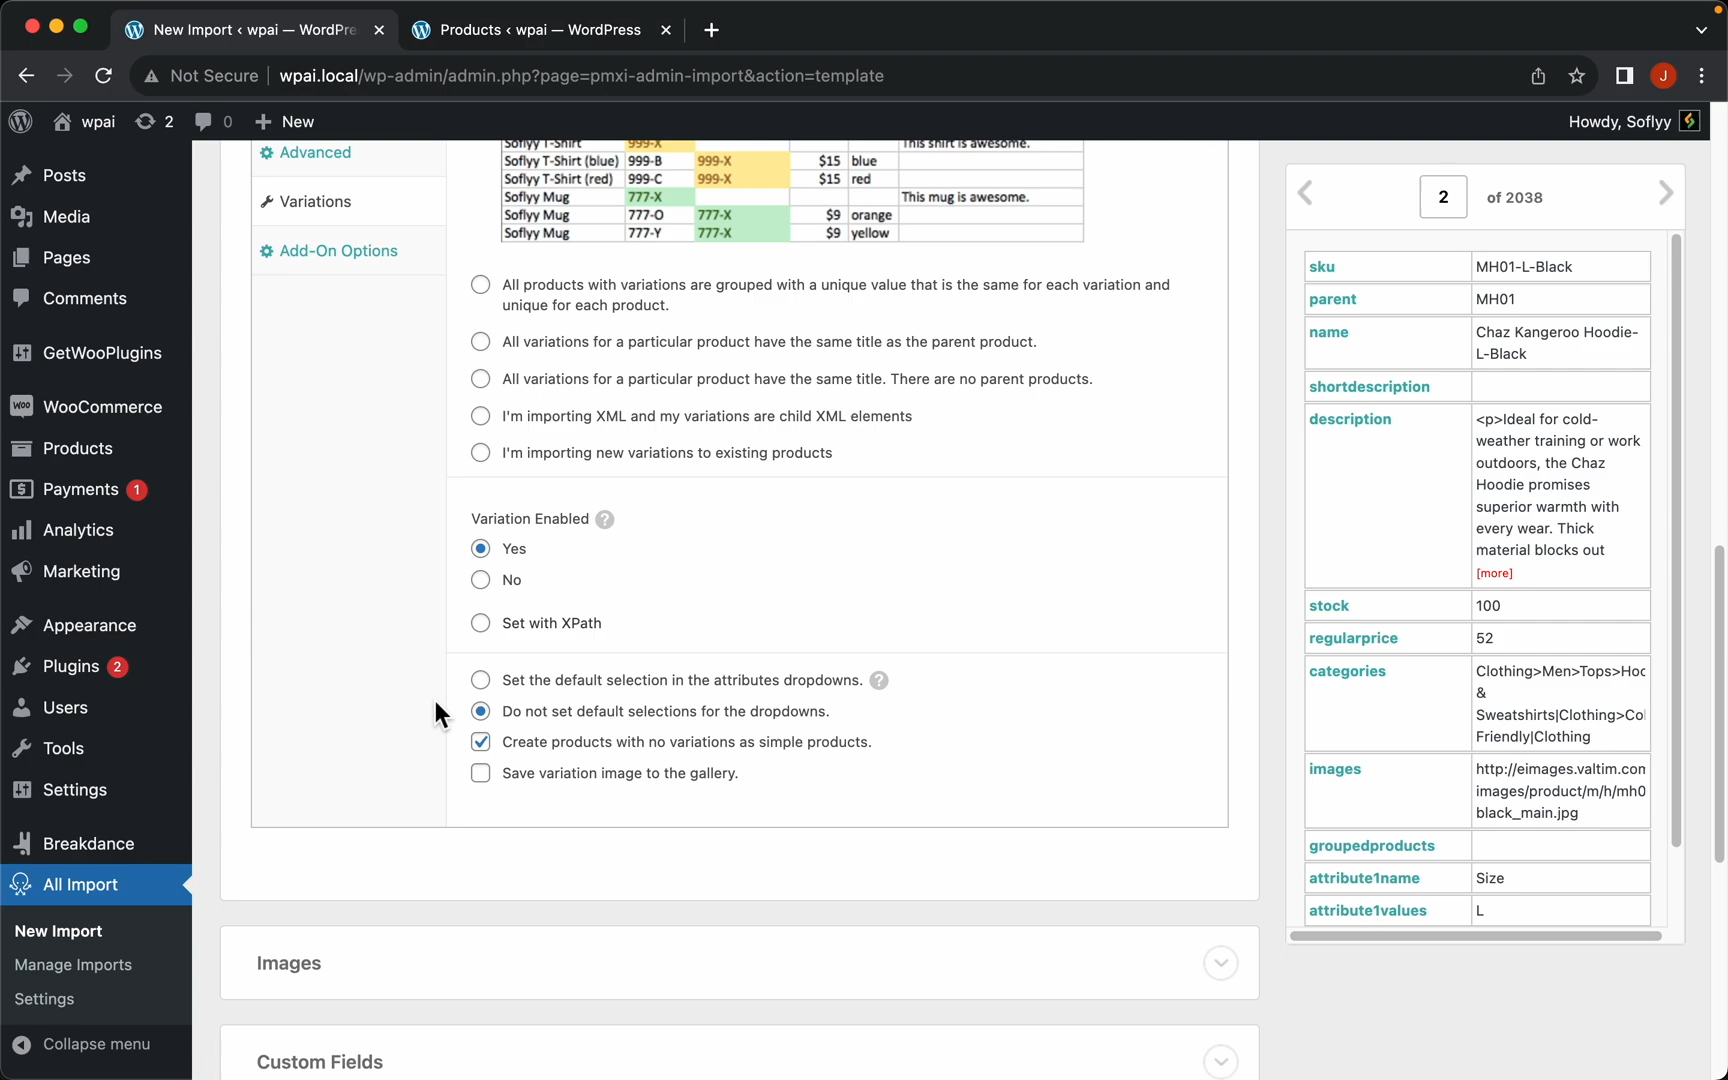 New Import ‹ wpai — WordPre
Products ‹ wpai — WordPress
Not Secure
wpai.local/wp-admin/admin.php?page=pmxi-admin-import&action=template
J
wpai
2
0
New
Howdy, Soflyy
Posts
Media
Pages
Comments
GetWooPlugins
WooCommerce
Products
Payments 1
Analytics
Marketing
Appearance
Plugins 2
Users
Tools
Settings
Breakdance
All Import
New Import
Manage Imports
Settings
Collapse menu
Advanced
Variations
Add-On Options
Soflyy T-Shirt 999-X This shirt is awesome.
Soflyy T-Shirt (blue) 999-B 999-X $15 blue
Soflyy T-Shirt (red) 999-C 999-X $15 red
Soflyy Mug 777-X This mug is awesome.
Soflyy Mug 777-O 777-X $9 orange
Soflyy Mug 777-Y 777-X $9 yellow
All products with variations are grouped with a unique value that is the same for each variation and
unique for each product.
All variations for a particular product have the same title as the parent product.
All variations for a particular product have the same title. There are no parent products.
I'm importing XML and my variations are child XML elements
I'm importing new variations to existing products
Variation Enabled ?
Yes
No
Set with XPath
Set the default selection in the attributes dropdowns. ?
Do not set default selections for the dropdowns.
Create products with no variations as simple products.
Save variation image to the gallery.
Images
Custom Fields
2 of 2038
sku MH01-L-Black
parent MH01
name Chaz Kangeroo Hoodie-
L-Black
shortdescription
description <p>Ideal for cold-
weather training or work
outdoors, the Chaz
Hoodie promises
superior warmth with
every wear. Thick
material blocks out
[more]
stock 100
regularprice 52
categories Clothing>Men>Tops>Hoo
&
Sweatshirts|Clothing>Co
Friendly|Clothing
images http://eimages.valtim.com
images/product/m/h/mh0
black_main.jpg
groupedproducts
attribute1name Size
attribute1values L